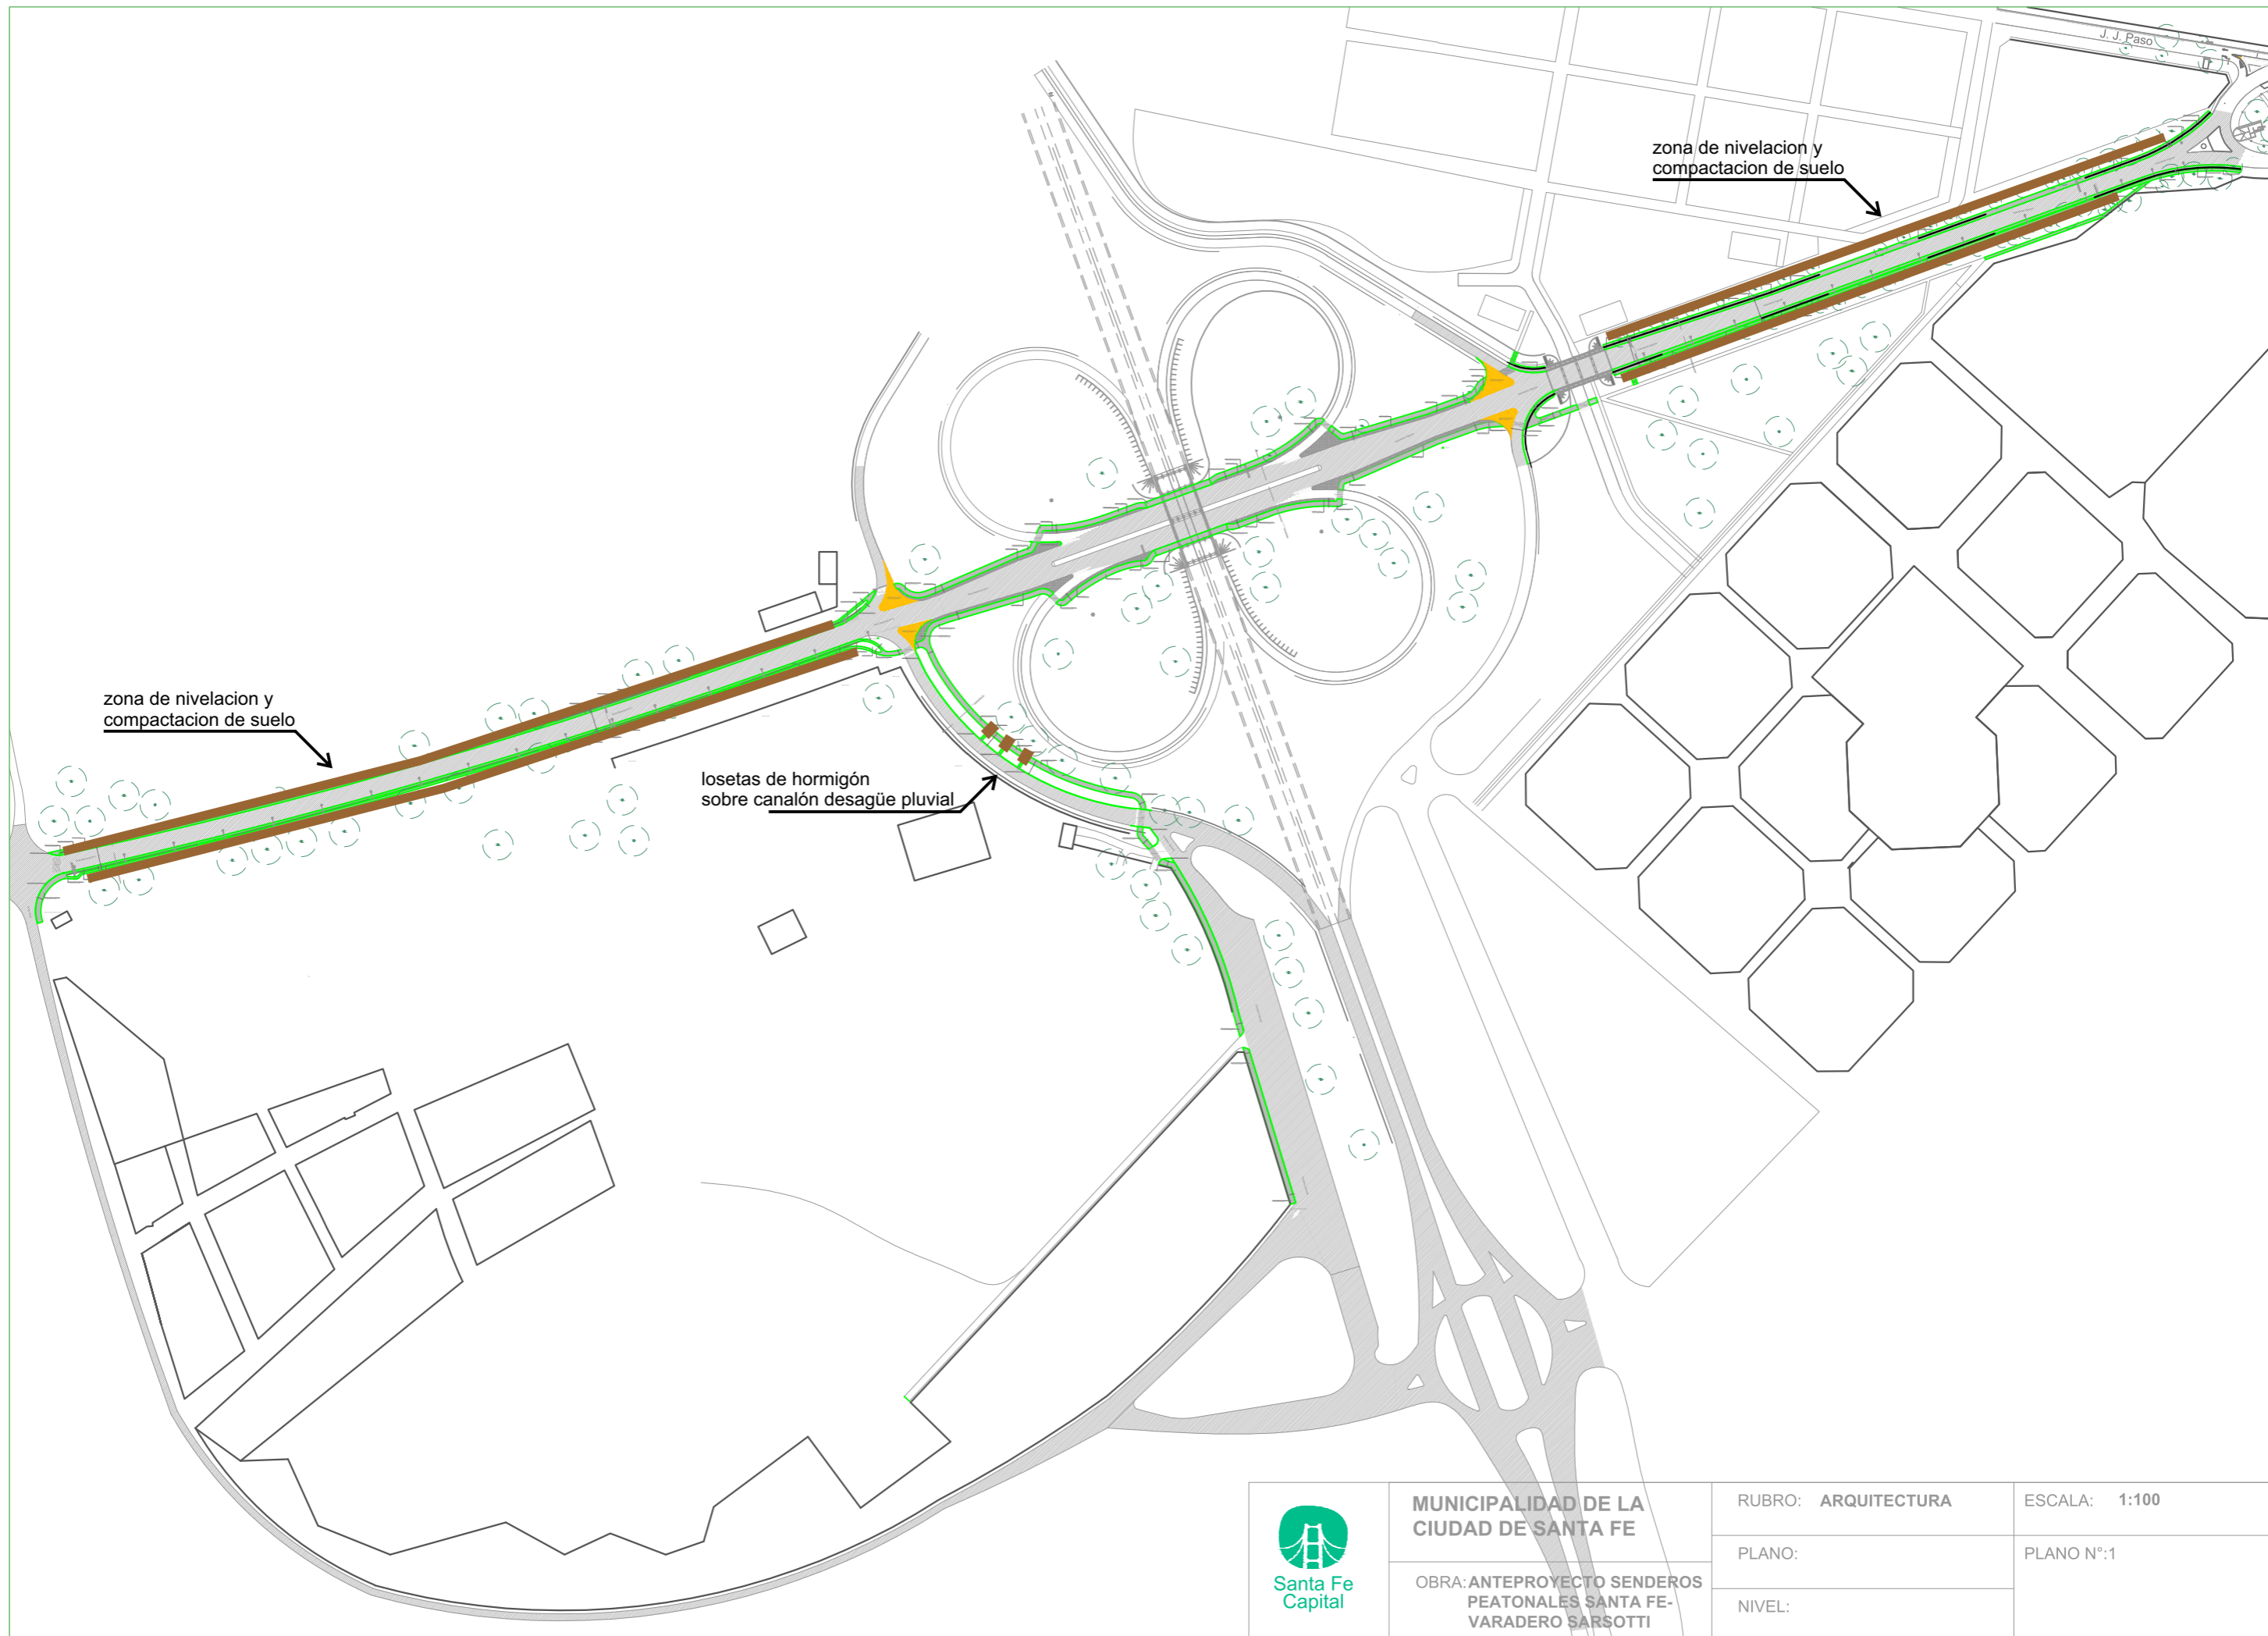 J. J. Paso
zona de nivelacion y
compactacion de suelo
zona de nivelacion y
compactacion de suelo
losetas de hormigón
sobre canalón desagüe pluvial
Santa Fe
Capital
MUNICIPALIDAD DE LA
CIUDAD DE SANTA FE
OBRA: ANTEPROYECTO SENDEROS
PEATONALES SANTA FE-
VARADERO SARSOTTI
RUBRO: ARQUITECTURA
PLANO:
NIVEL:
ESCALA: 1:100
PLANO N°:1